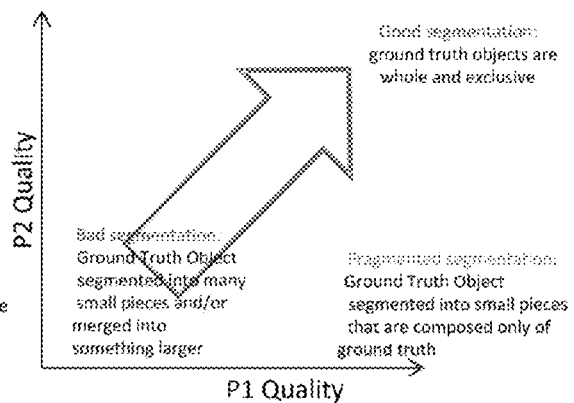 Good segmentation:
ground truth objects are
whole and exclusive
P2 Quality
Bad segmentation:
Ground Truth Object
segmented into many
small pieces and/or
merged into
something larger
Fragmented segmentation:
Ground Truth Object
segmented into small pieces
that are composed only of
ground truth
P1 Quality